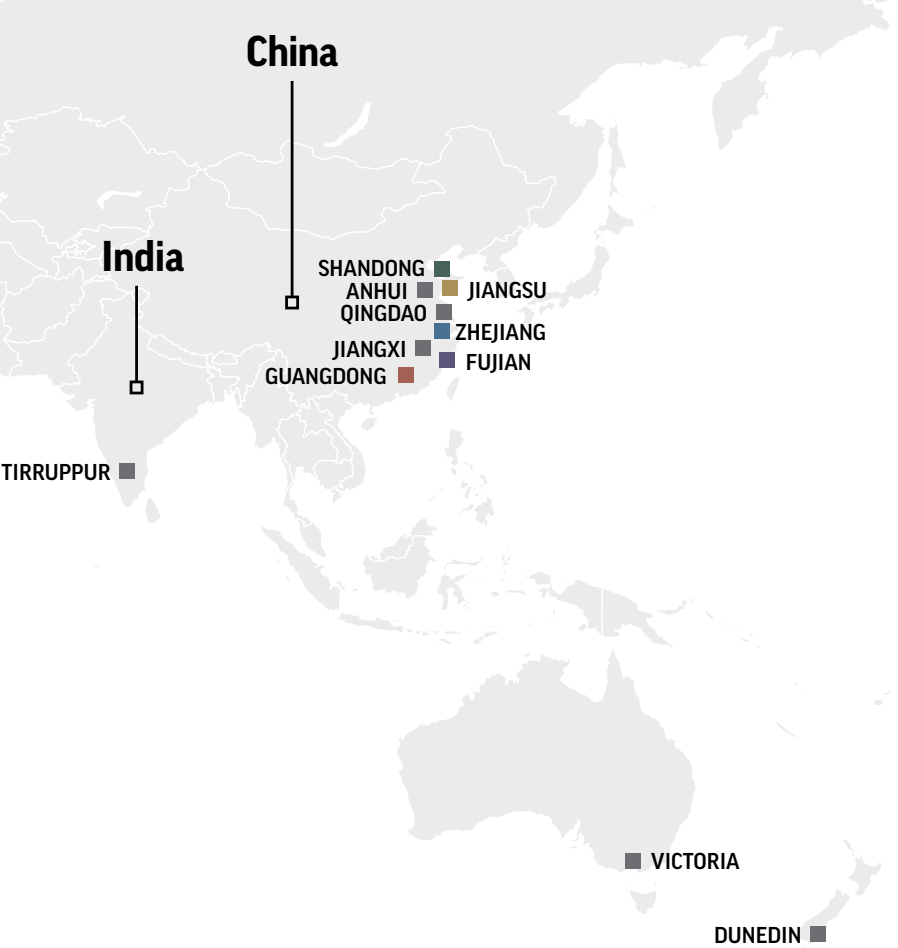 China
India
SHANDONG
ANHUI
JIANGSU
QINGDAO
ZHEJIANG
JIANGXI
FUJIAN
GUANGDONG
TIRRUPPUR
VICTORIA
DUNEDIN